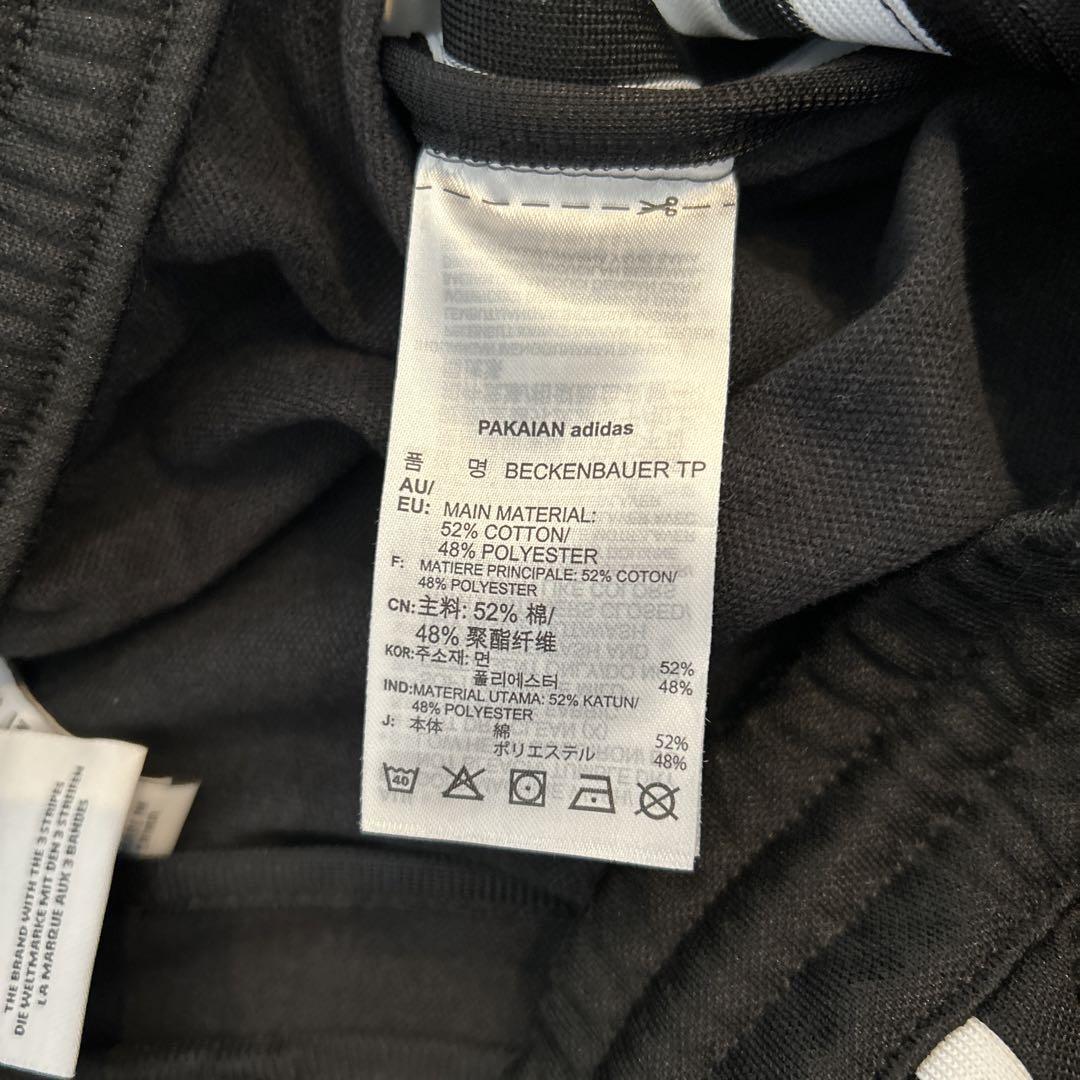 PAKAIAN adidas
품 명 BECKENBAUER TP
AU/
EU: MAIN MATERIAL:
52% COTTON/
48% POLYESTER
F: MATIERE PRINCIPALE: 52% COTON/
48% POLYESTER
CN: 主料: 52% 棉/
48% 聚酯纤维
KOR: 주소재: 면 52%
폴리에스터 48%
IND: MATERIAL UTAMA: 52% KATUN/
48% POLYESTER
J: 本体 綿 52%
ポリエステル 48%
40
THE BRAND WITH THE 3 STRIPES
DIE WELTMARKE MIT DEN 3 STREIFEN
LA MARQUE AUX 3 BANDES